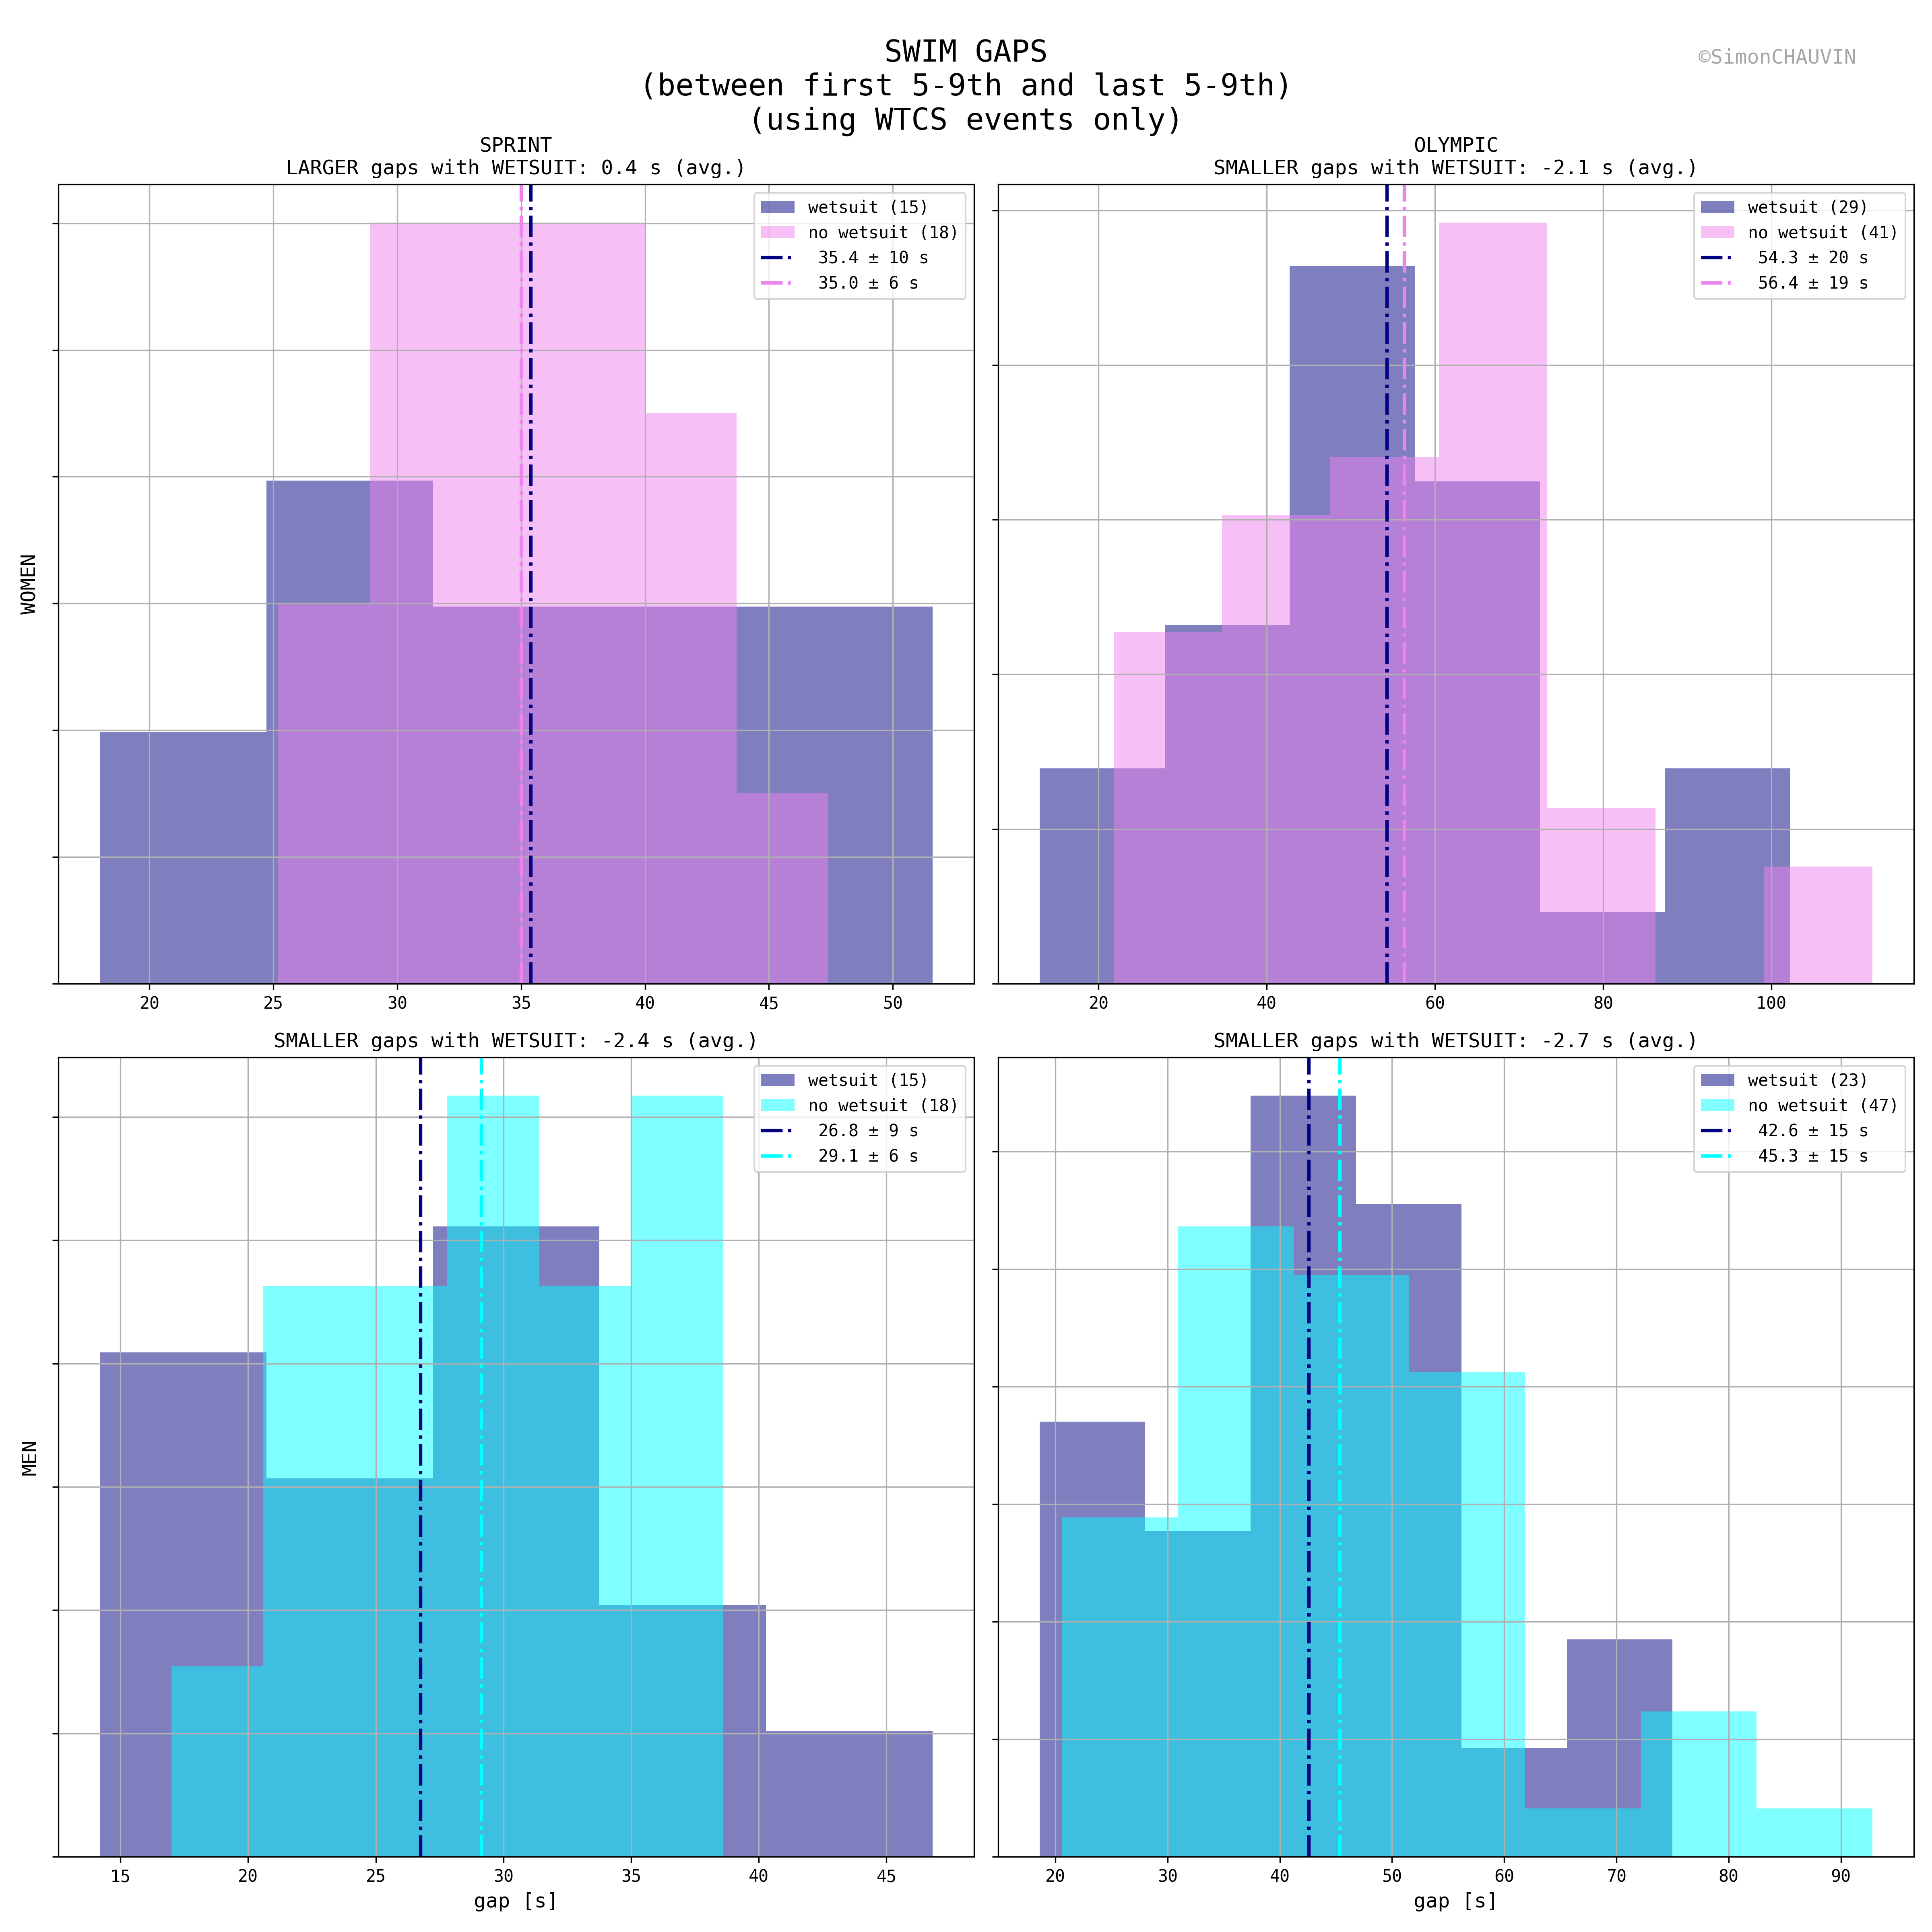 SWIM GAPS
(between first 5-9th and last 5-9th)
(using WTCS events only)
©SimonCHAUVIN
SPRINT
LARGER gaps with WETSUIT: 0.4 s (avg.)
wetsuit (15)
no wetsuit (18)
35.4 ± 10 s
35.0 ± 6 s
WOMEN
20 25 30 35 40 45 50
OLYMPIC
SMALLER gaps with WETSUIT: -2.1 s (avg.)
wetsuit (29)
no wetsuit (41)
54.3 ± 20 s
56.4 ± 19 s
20 40 60 80 100
SMALLER gaps with WETSUIT: -2.4 s (avg.)
wetsuit (15)
no wetsuit (18)
26.8 ± 9 s
29.1 ± 6 s
MEN
15 20 25 30 35 40 45
gap [s]
SMALLER gaps with WETSUIT: -2.7 s (avg.)
wetsuit (23)
no wetsuit (47)
42.6 ± 15 s
45.3 ± 15 s
20 30 40 50 60 70 80 90
gap [s]